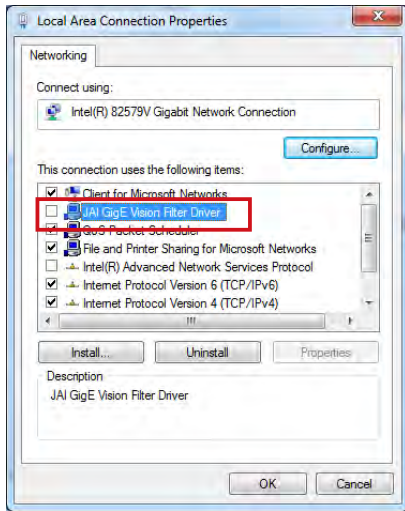 Local Area Connection Properties
Networking
Connect using:
Intel(R) 82579V Gigabit Network Connection
Configure...
This connection uses the following items:
Client for Microsoft Networks
JAI GigE Vision Filter Driver
QoS Packet Scheduler
File and Printer Sharing for Microsoft Networks
Intel(R) Advanced Network Services Protocol
Internet Protocol Version 6 (TCP/IPv6)
Internet Protocol Version 4 (TCP/IPv4)
Install...
Uninstall
Properties
Description
JAI GigE Vision Filter Driver
OK
Cancel